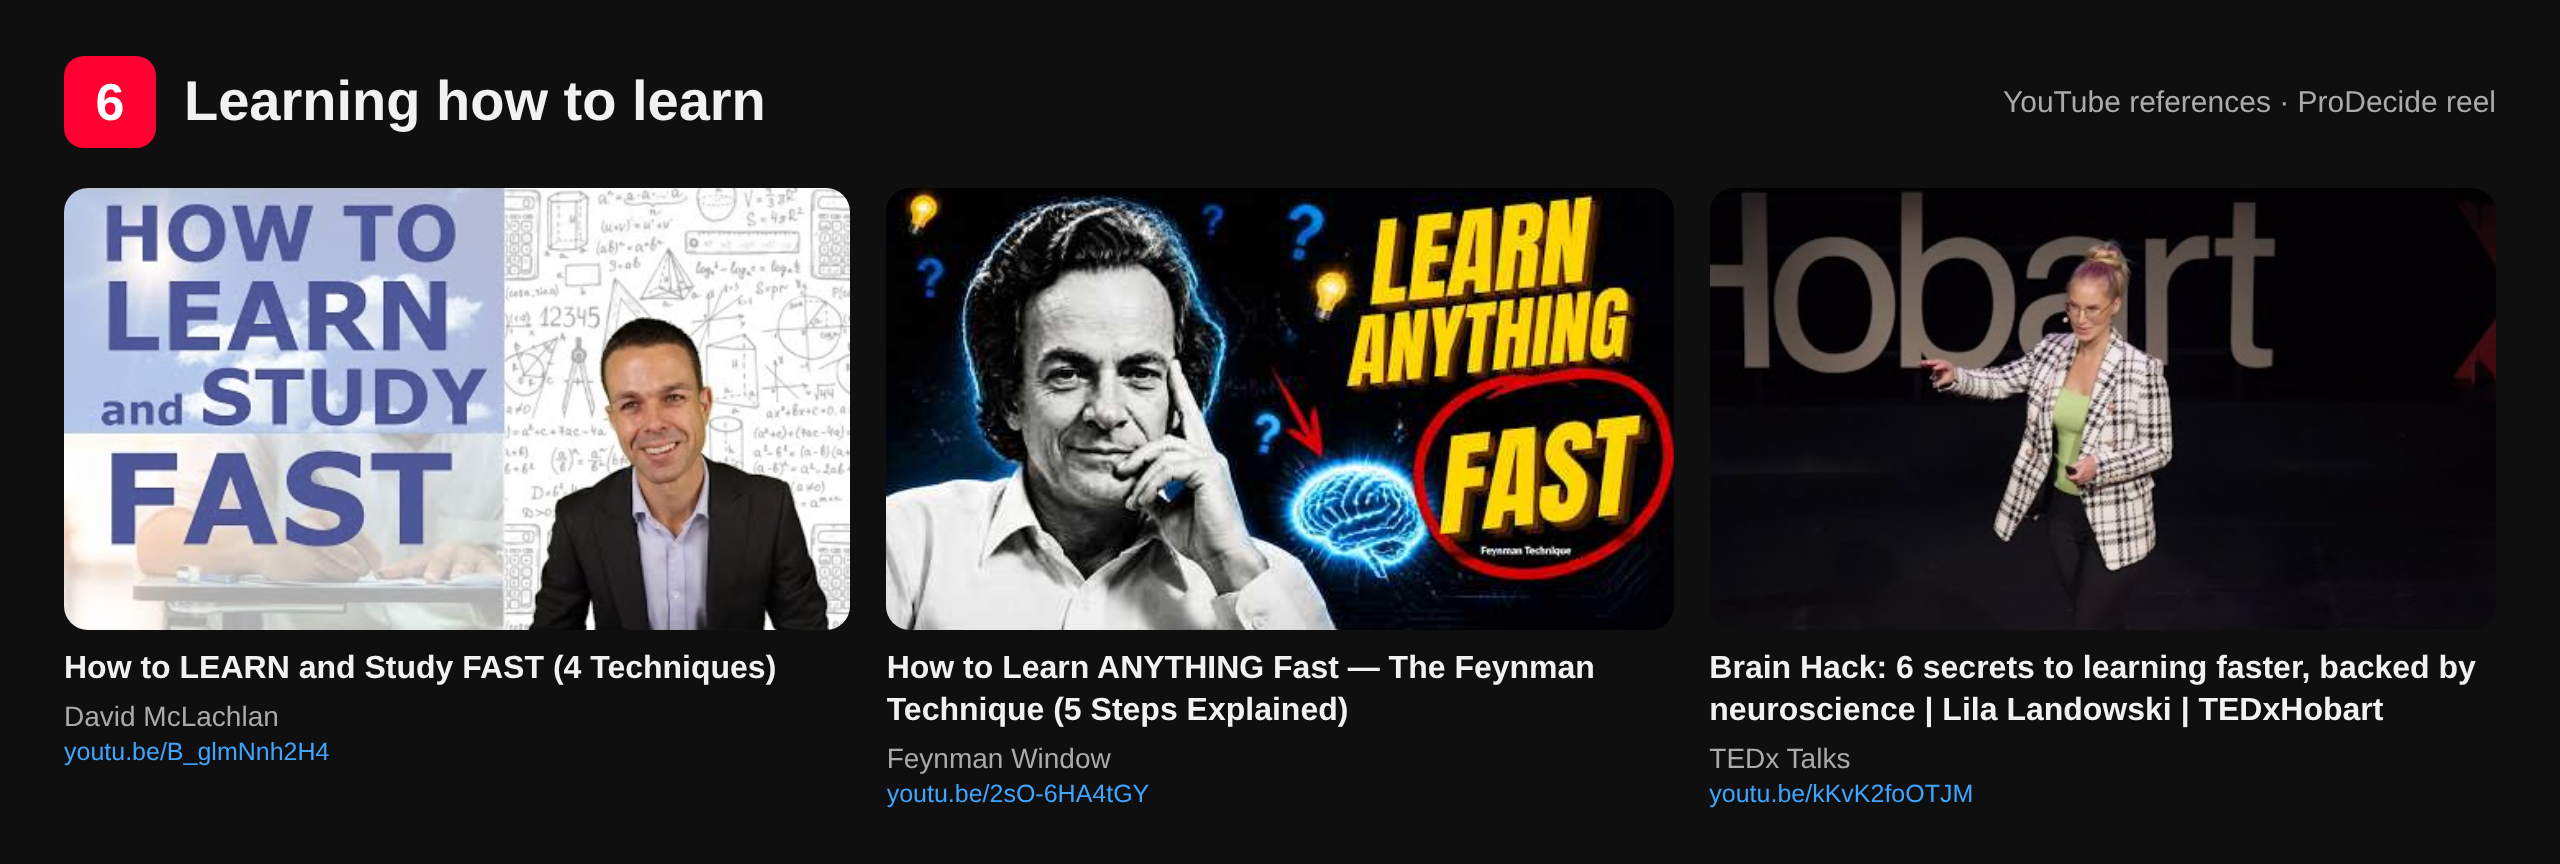 6
Learning how to learn
YouTube references · ProDecide reel
HOW TO
LEARN
and STUDY
FAST
12345
LEARN
ANYTHING
FAST
Feynman Technique
Hobart
How to LEARN and Study FAST (4 Techniques)
David McLachlan
youtu.be/B_glmNnh2H4
How to Learn ANYTHING Fast — The Feynman
Technique (5 Steps Explained)
Feynman Window
youtu.be/2sO-6HA4tGY
Brain Hack: 6 secrets to learning faster, backed by
neuroscience | Lila Landowski | TEDxHobart
TEDx Talks
youtu.be/kKvK2foOTJM